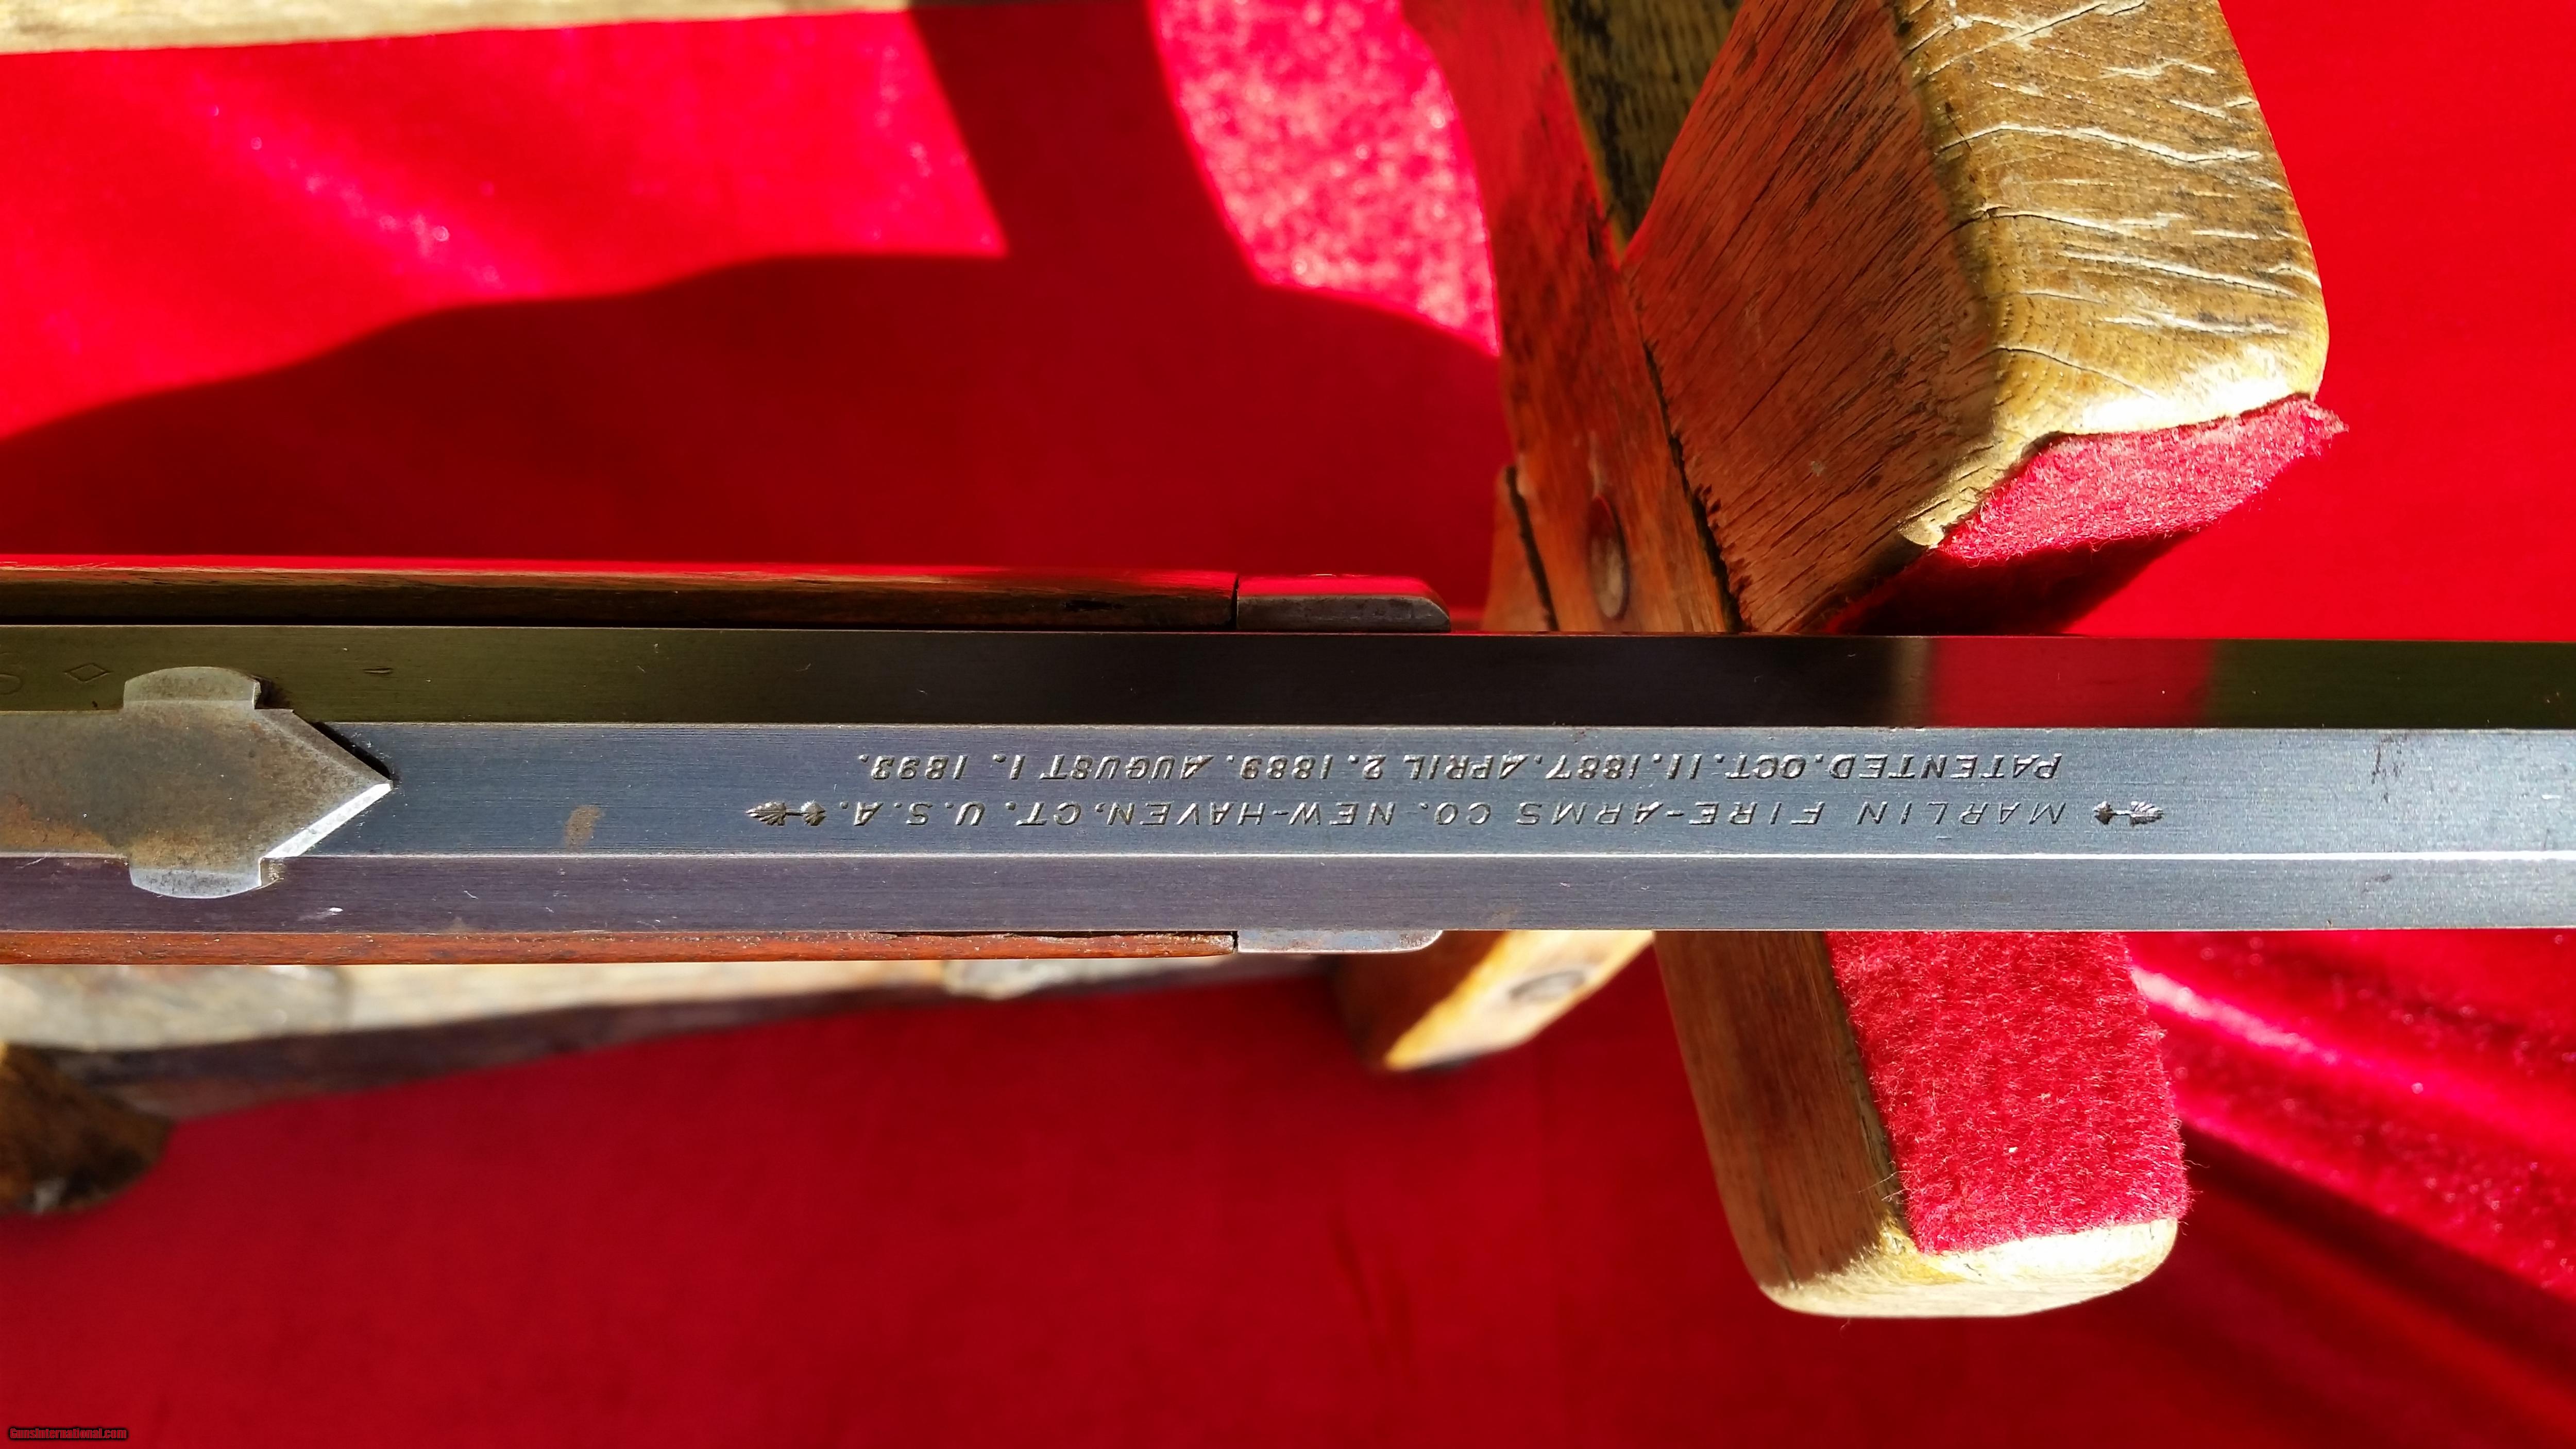 MARLIN FIRE-ARMS CO. NEW-HAVEN, CT. U.S.A.
PATENTED. OCT. 11. 1887. APRIL 2. 1889. AUGUST 1. 1893.
GunsInternational.com